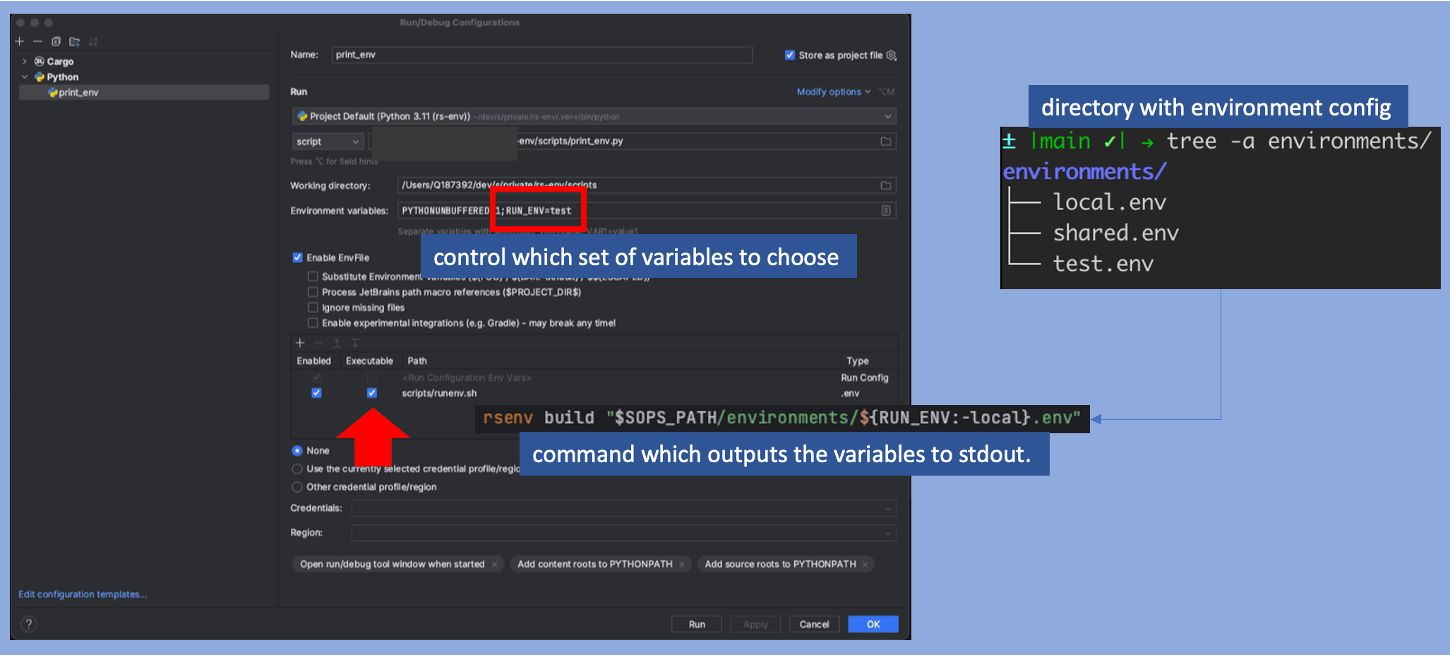 Run/Debug Configurations
Cargo
Python
print_env
Name: print_env
Store as project file
Run
Modify options ⌥M
Project Default (Python 3.11 (rs-env)) ~/dev/s/private/rs-env/.venv/bin/python
script -env/scripts/print_env.py
Press ⌥ for field hints
Working directory: /Users/Q187392/dev/s/private/rs-env/scripts
Environment variables: PYTHONUNBUFFERED 1;RUN_ENV=test
Separate variables with VAR1=value1
control which set of variables to choose
Enable EnvFile
Substitute Environment Variables
Process JetBrains path macro references ($PROJECT_DIR$)
Ignore missing files
Enable experimental integrations (e.g. Gradle) - may break any time!
Enabled Executable Path Type
<Run Configuration Env Vars> Run Config
scripts/runenv.sh .env
rsenv build "$SOPS_PATH/environments/${RUN_ENV:-local}.env"
command which outputs the variables to stdout.
None
Use the currently selected credential profile/regio
Other credential profile/region
Credentials:
Region:
Open run/debug tool window when started × Add content roots to PYTHONPATH × Add source roots to PYTHONPATH ×
Edit configuration templates...
? Run Apply Cancel OK
directory with environment config
± |main ✓| → tree -a environments/
environments/
├── local.env
├── shared.env
└── test.env